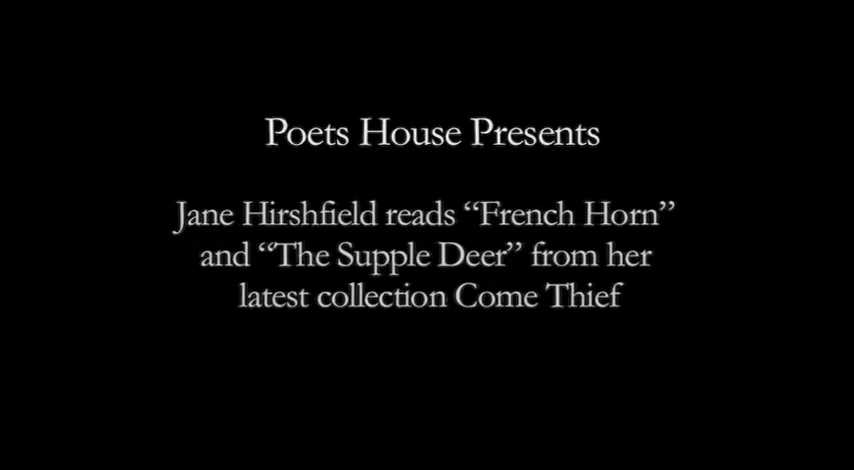 Poets House Presents
Jane Hirshfield reads “French Horn”
and “The Supple Deer” from her
latest collection Come Thief